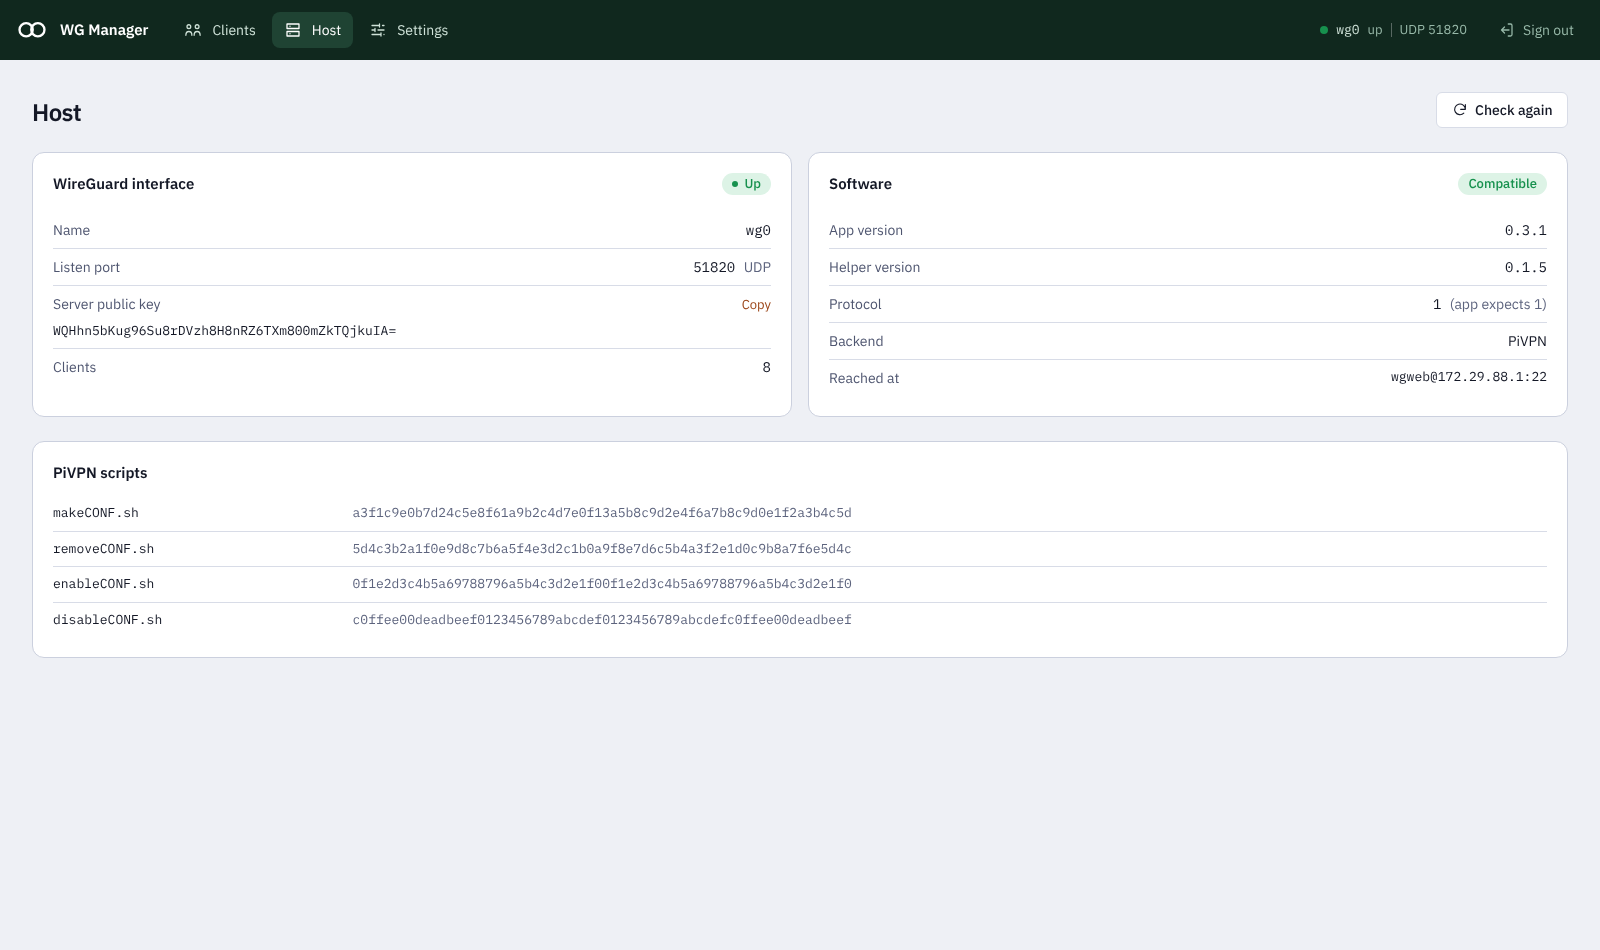 WG Manager Clients Host Settings wg0 up UDP 51820 Sign out
Host Check again
WireGuard interface Up
Name wg0
Listen port 51820 UDP
Server public key Copy
WQHhn5bKug96Su8rDVzh8H8nRZ6TXm800mZkTQjkuIA=
Clients 8
Software Compatible
App version 0.3.1
Helper version 0.1.5
Protocol 1 (app expects 1)
Backend PiVPN
Reached at wgweb@172.29.88.1:22
PiVPN scripts
makeCONF.sh a3f1c9e0b7d24c5e8f61a9b2c4d7e0f13a5b8c9d2e4f6a7b8c9d0e1f2a3b4c5d
removeCONF.sh 5d4c3b2a1f0e9d8c7b6a5f4e3d2c1b0a9f8e7d6c5b4a3f2e1d0c9b8a7f6e5d4c
enableCONF.sh 0f1e2d3c4b5a69788796a5b4c3d2e1f00f1e2d3c4b5a69788796a5b4c3d2e1f0
disableCONF.sh c0ffee00deadbeef0123456789abcdef0123456789abcdefc0ffee00deadbeef